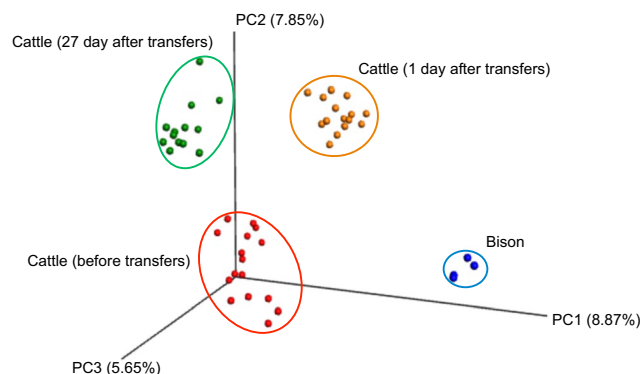 PC2 (7.85%)
Cattle (27 day after transfers)
Cattle (1 day after transfers)
Bison
Cattle (before transfers)
PC1 (8.87%)
PC3 (5.65%)